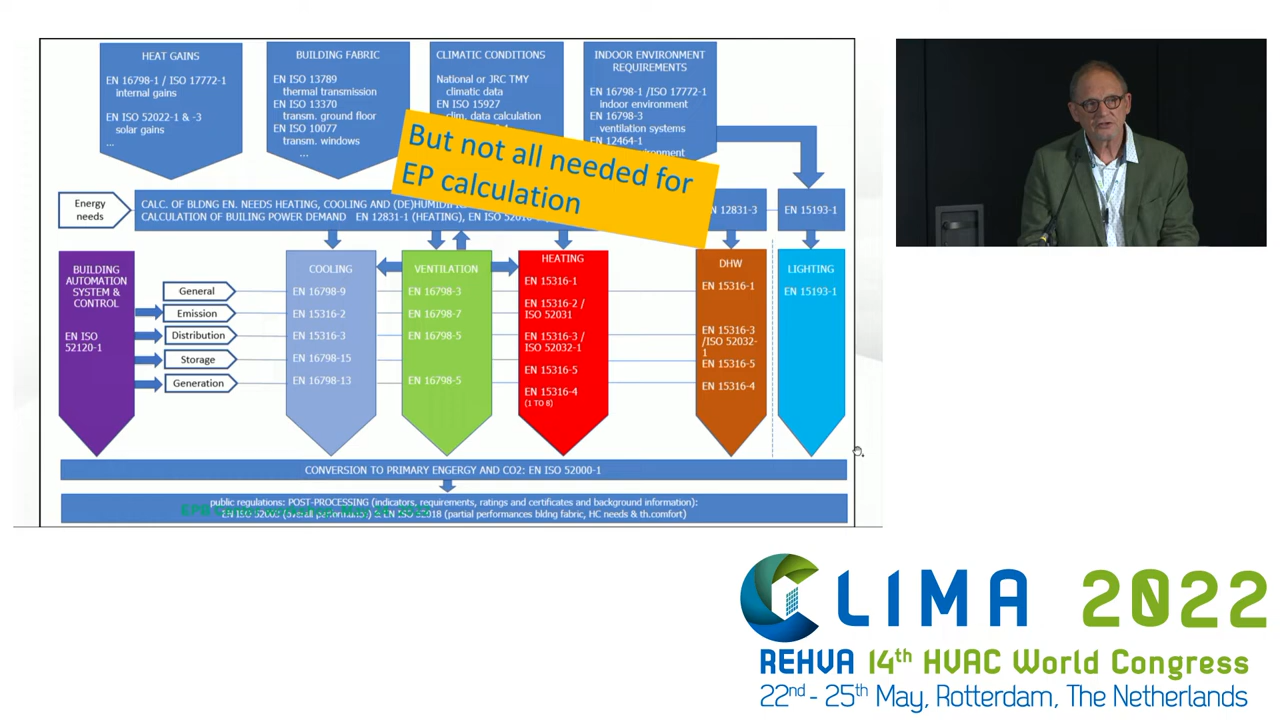 HEAT GAINS
EN 16798-1 / ISO 17772-1
internal gains
EN ISO 52022-1 & -3
solar gains
...
BUILDING FABRIC
EN ISO 13789
thermal transmission
EN ISO 13370
transm. ground floor
EN ISO 10077
transm. windows
...
CLIMATIC CONDITIONS
National or JRC TMY
climatic data
EN ISO 15927
clim. data calculation
INDOOR ENVIRONMENT
REQUIREMENTS
EN 16798-1 /ISO 17772-1
indoor environment
EN 16798-3
ventilation systems
EN 12464-1
But not all needed for
EP calculation
Energy
needs
CALC. OF BLDNG EN. NEEDS HEATING, COOLING AND
CALCULATION OF BUILING POWER DEMAND EN 12831-1 (HEATING), EN ISO
12831-3
EN 15193-1
BUILDING
AUTOMATION
SYSTEM &
CONTROL
EN ISO
52120-1
General
Emission
Distribution
Storage
Generation
COOLING
EN 16798-9
EN 15316-2
EN 15316-3
EN 16798-15
EN 16798-13
VENTILATION
EN 16798-3
EN 16798-7
EN 16798-5
EN 16798-5
HEATING
EN 15316-1
EN 15316-2 /
ISO 52031
EN 15316-3 /
ISO 52032-1
EN 15316-5
EN 15316-4
(1 TO 8)
DHW
EN 15316-1
EN 15316-3
/ISO 52032-
1
EN 15316-5
EN 15316-4
LIGHTING
EN 15193-1
CONVERSION TO PRIMARY ENGERGY AND CO2: EN ISO 52000-1
public regulations: POST-PROCESSING (indicators, requirements, ratings and certificates and background information):
(overall performance) & EN ISO 52018 (partial performances bldng fabric, HC needs & th.comfort)
CLIMA 2022
REHVA 14th HVAC World Congress
22nd - 25th May, Rotterdam, The Netherlands